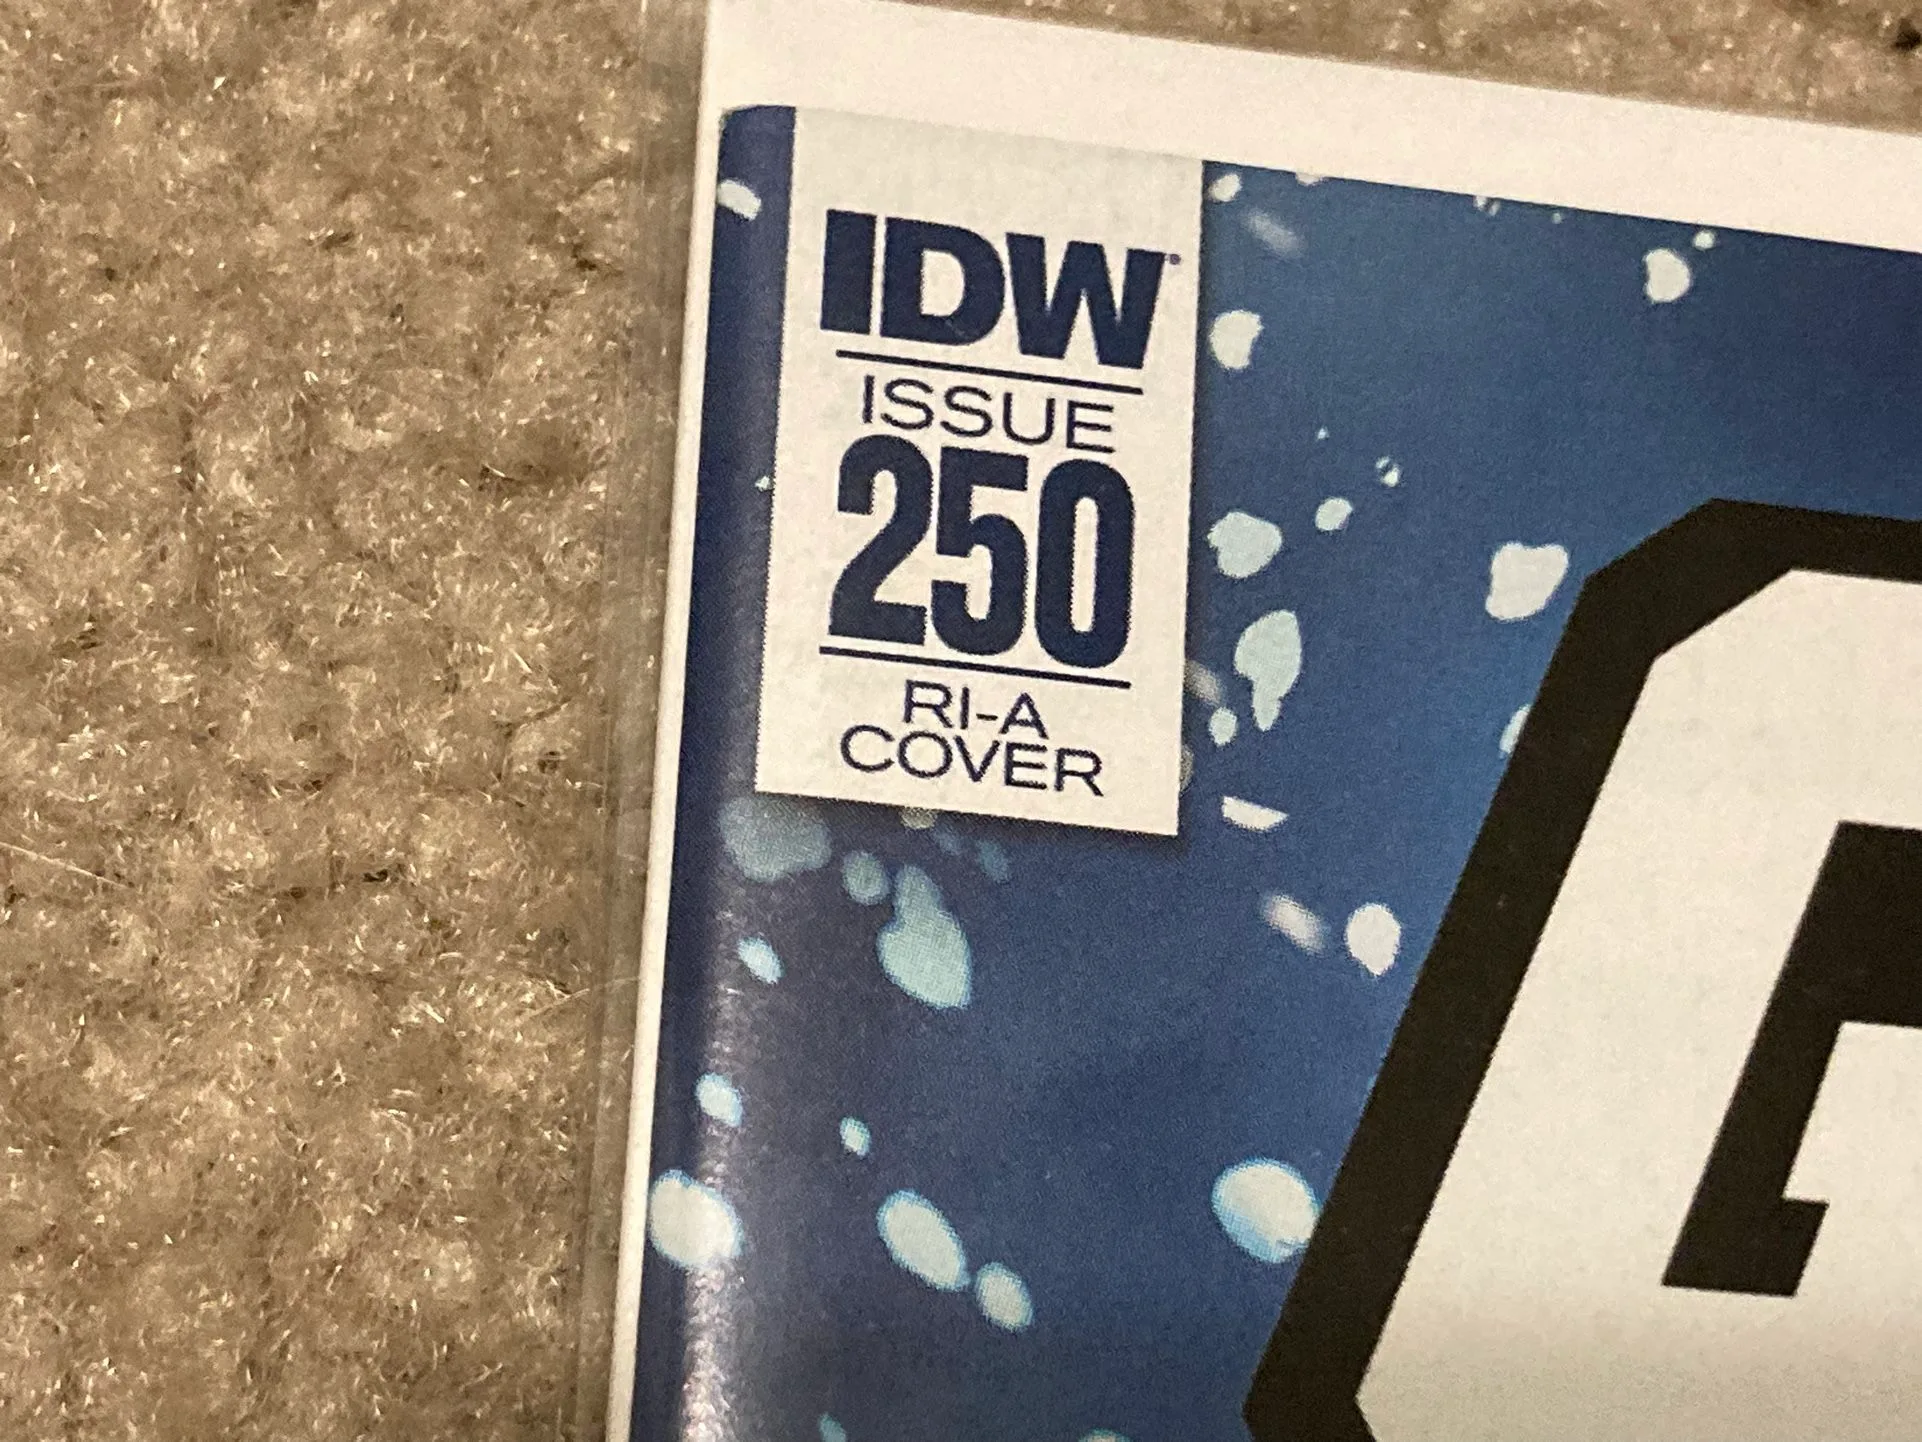 IDW
ISSUE
250
RI-A
COVER